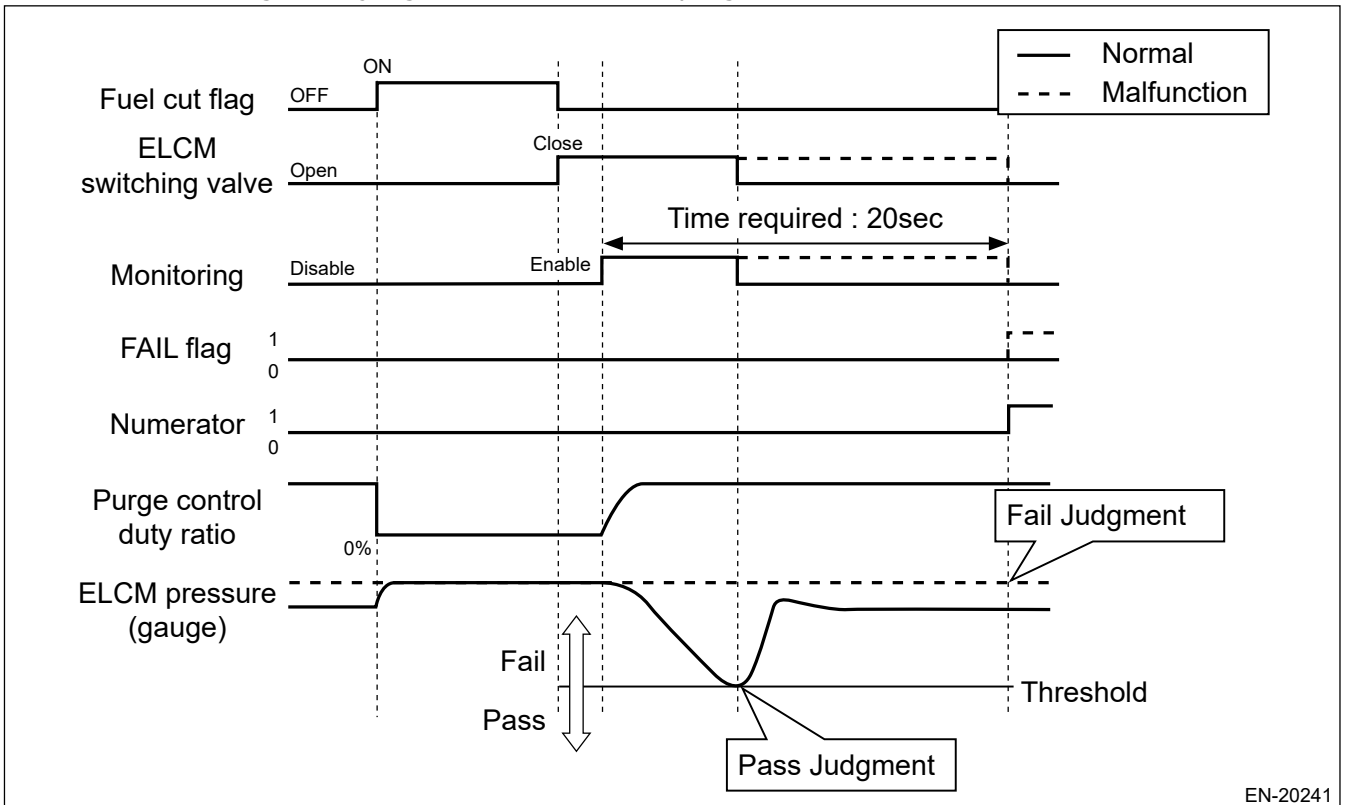 Normal
Malfunction
ON
Fuel cut flag
OFF
ELCM
switching valve
Close
Open
Time required : 20sec
Monitoring
Disable
Enable
FAIL flag
1
0
Numerator
1
0
Purge control
duty ratio
0%
Fail Judgment
ELCM pressure
(gauge)
Fail
Pass
Threshold
Pass Judgment
EN-20241